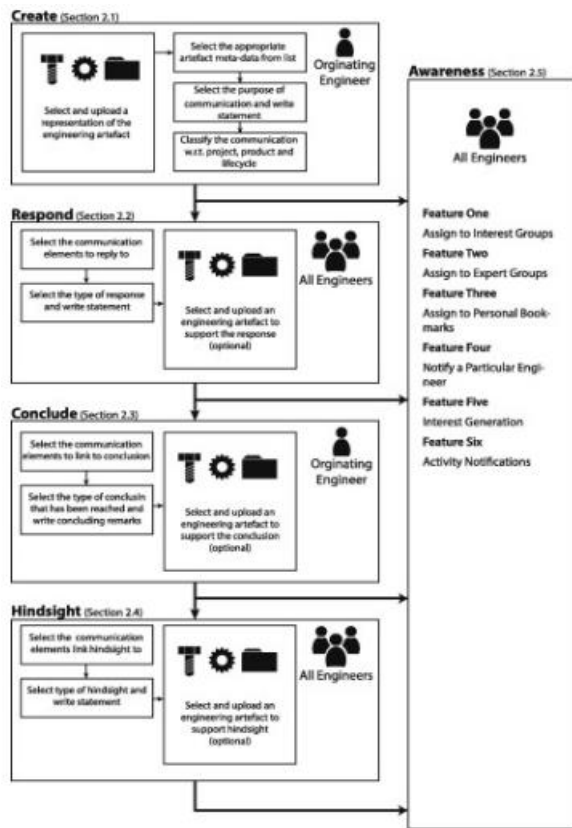 Create (Section 2.1)
Select and upload a
representation of the
engineering artefact
Select the appropriate
artefact meta-data from list
Select the purpose of
communication and write
statement
Classify the communication
w.r.t. project, product and
lifecycle
Orginating
Engineer
Respond (Section 2.2)
Select the communication
elements to reply to
Select the type of response
and write statement
Select and upload an
engineering artefact to
support the response
(optional)
All Engineers
Conclude (Section 2.3)
Select the communication
elements to link to conclusion
Select the type of conclusin
that has been reached and
write concluding remarks
Select and upload an
engineering artefact to
support the conclusion
(optional)
Orginating
Engineer
Hindsight (Section 2.4)
Select the communication
elements link hindsight to
Select type of hindsight and
write statement
Select and upload an
engineering artefact to
support hindsight
(optional)
All Engineers
Awareness (Section 2.5)
All Engineers
Feature One
Assign to Interest Groups
Feature Two
Assign to Expert Groups
Feature Three
Assign to Personal Book-
marks
Feature Four
Notify a Particular Engi-
neer
Feature Five
Interest Generation
Feature Six
Activity Notifications